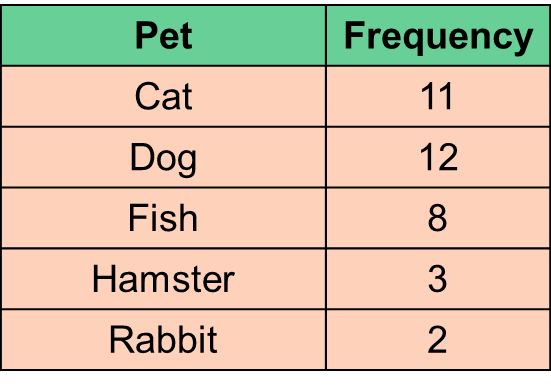 Pet Frequency
Cat 11
Dog 12
Fish 8
Hamster 3
Rabbit 2